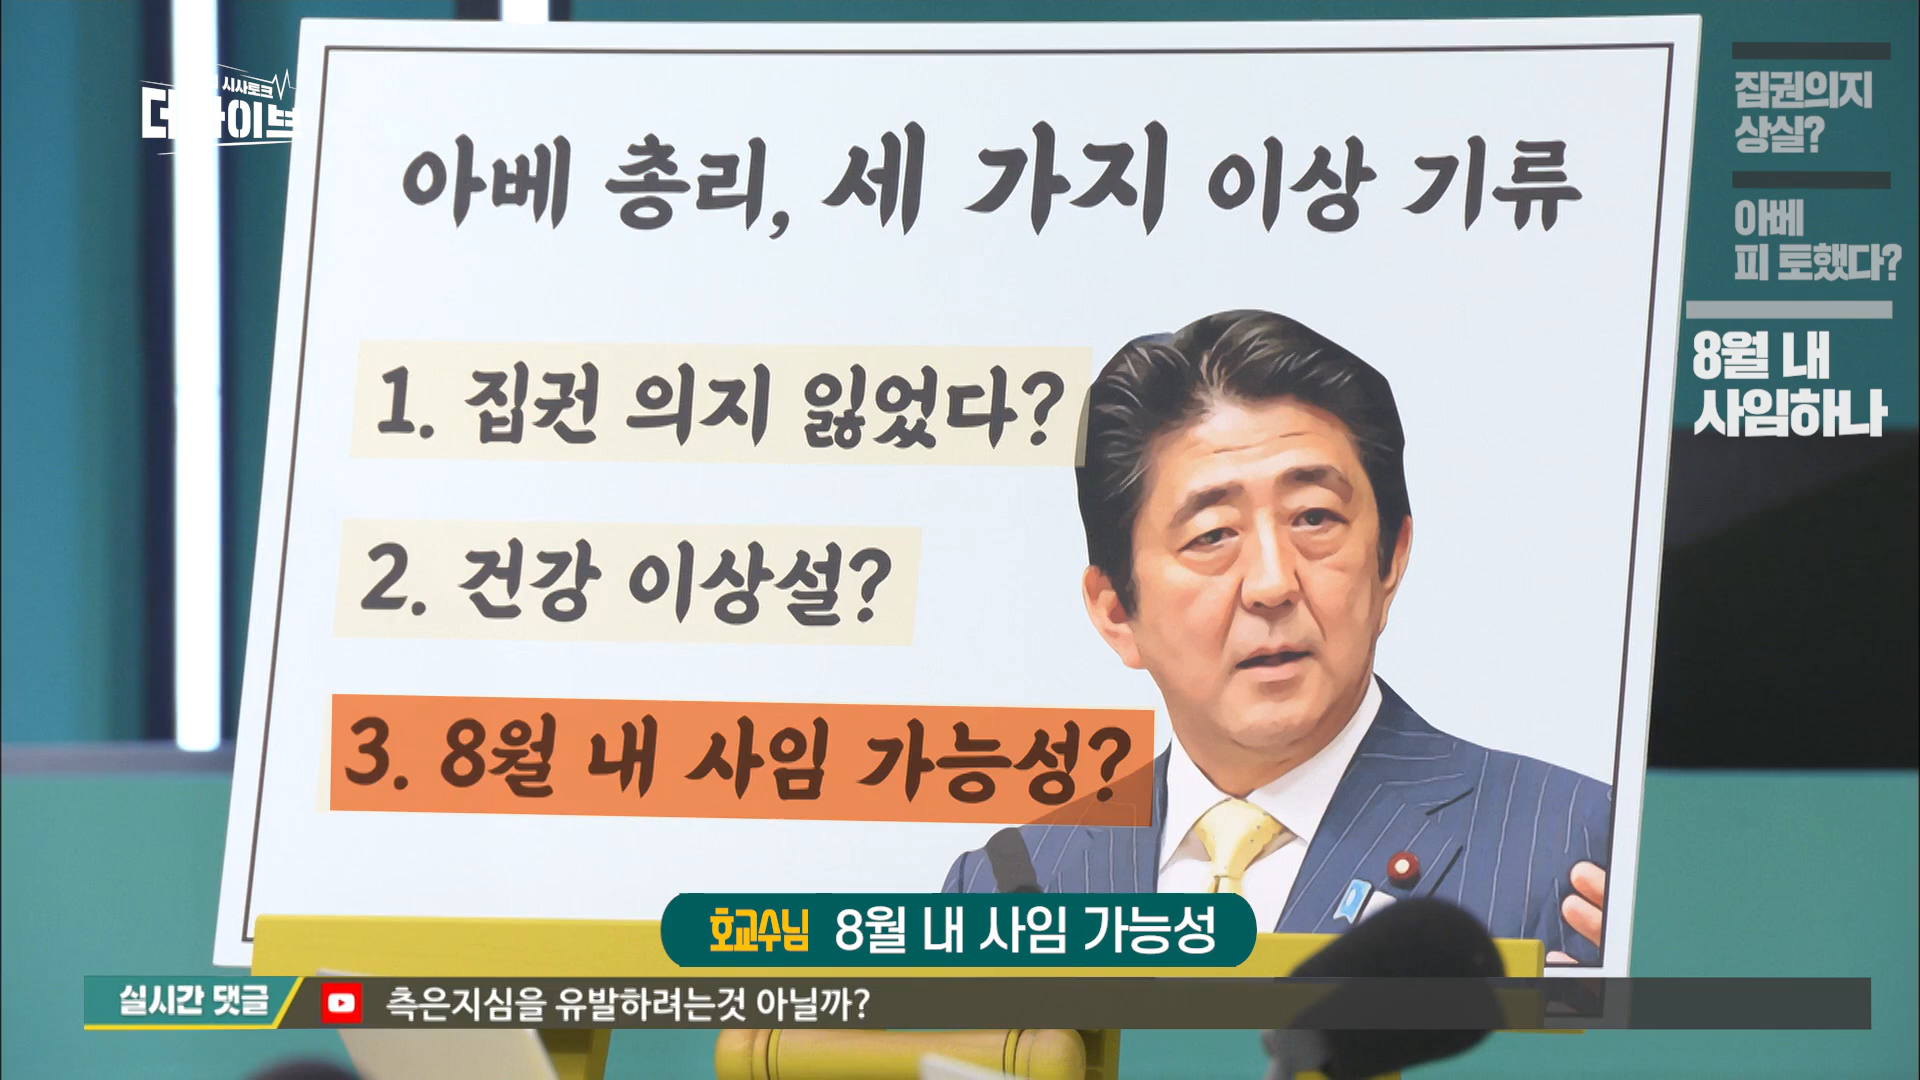 시사토크
더라이브
아베 총리, 세 가지 이상 기류
1. 집권 의지 잃었다?
2. 건강 이상설?
3. 8월 내 사임 가능성?
집권의지
상실?
아베
피 토했다?
8월 내
사임하나
호교수님 8월 내 사임 가능성
실시간 댓글 측은지심을 유발하려는것 아닐까?